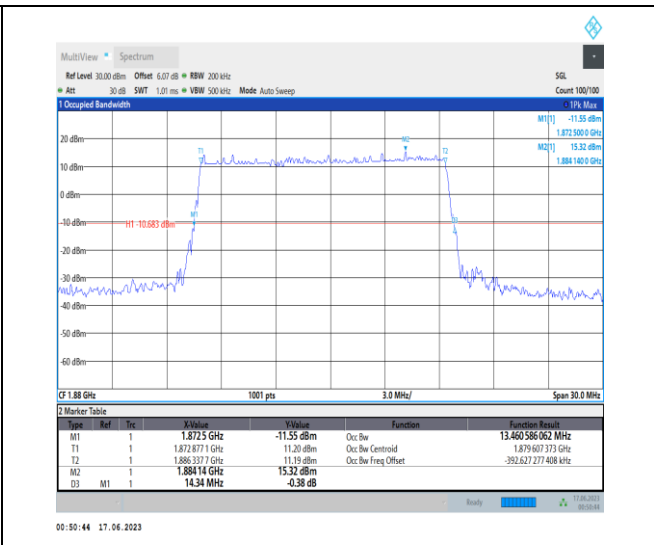 MultiView Spectrum
Ref Level 30.00 dBm Offset 6.07 dB RBW 200 kHz SGL
Att 30 dB SWT 1.01 ms VBW 500 kHz Mode Auto Sweep Count 100/100
1 Occupied Bandwidth 1Pk Max
M1[1] -11.55 dBm
1.872 500 0 GHz
M2[1] 15.32 dBm
1.884 140 0 GHz
20 dBm
T1 M2 T2
10 dBm
0 dBm
M1
-10 dBm
H1 -10.683 dBm
D3
-20 dBm
-30 dBm
-40 dBm
-50 dBm
-60 dBm
CF 1.88 GHz 1001 pts 3.0 MHz/ Span 30.0 MHz
2 Marker Table
Type Ref Trc X-Value Y-Value Function Function Result
M1 1 1.8725 GHz -11.55 dBm Occ Bw 13.460 586 062 MHz
T1 1 1.872 877 1 GHz 11.20 dBm Occ Bw Centroid 1.879 607 373 GHz
T2 1 1.886 337 7 GHz 11.19 dBm Occ Bw Freq Offset -392.627 277 408 kHz
M2 1 1.88414 GHz 15.32 dBm
D3 M1 1 14.34 MHz -0.38 dB
Ready 17.06.2023
00:50:44
00:50:44 17.06.2023